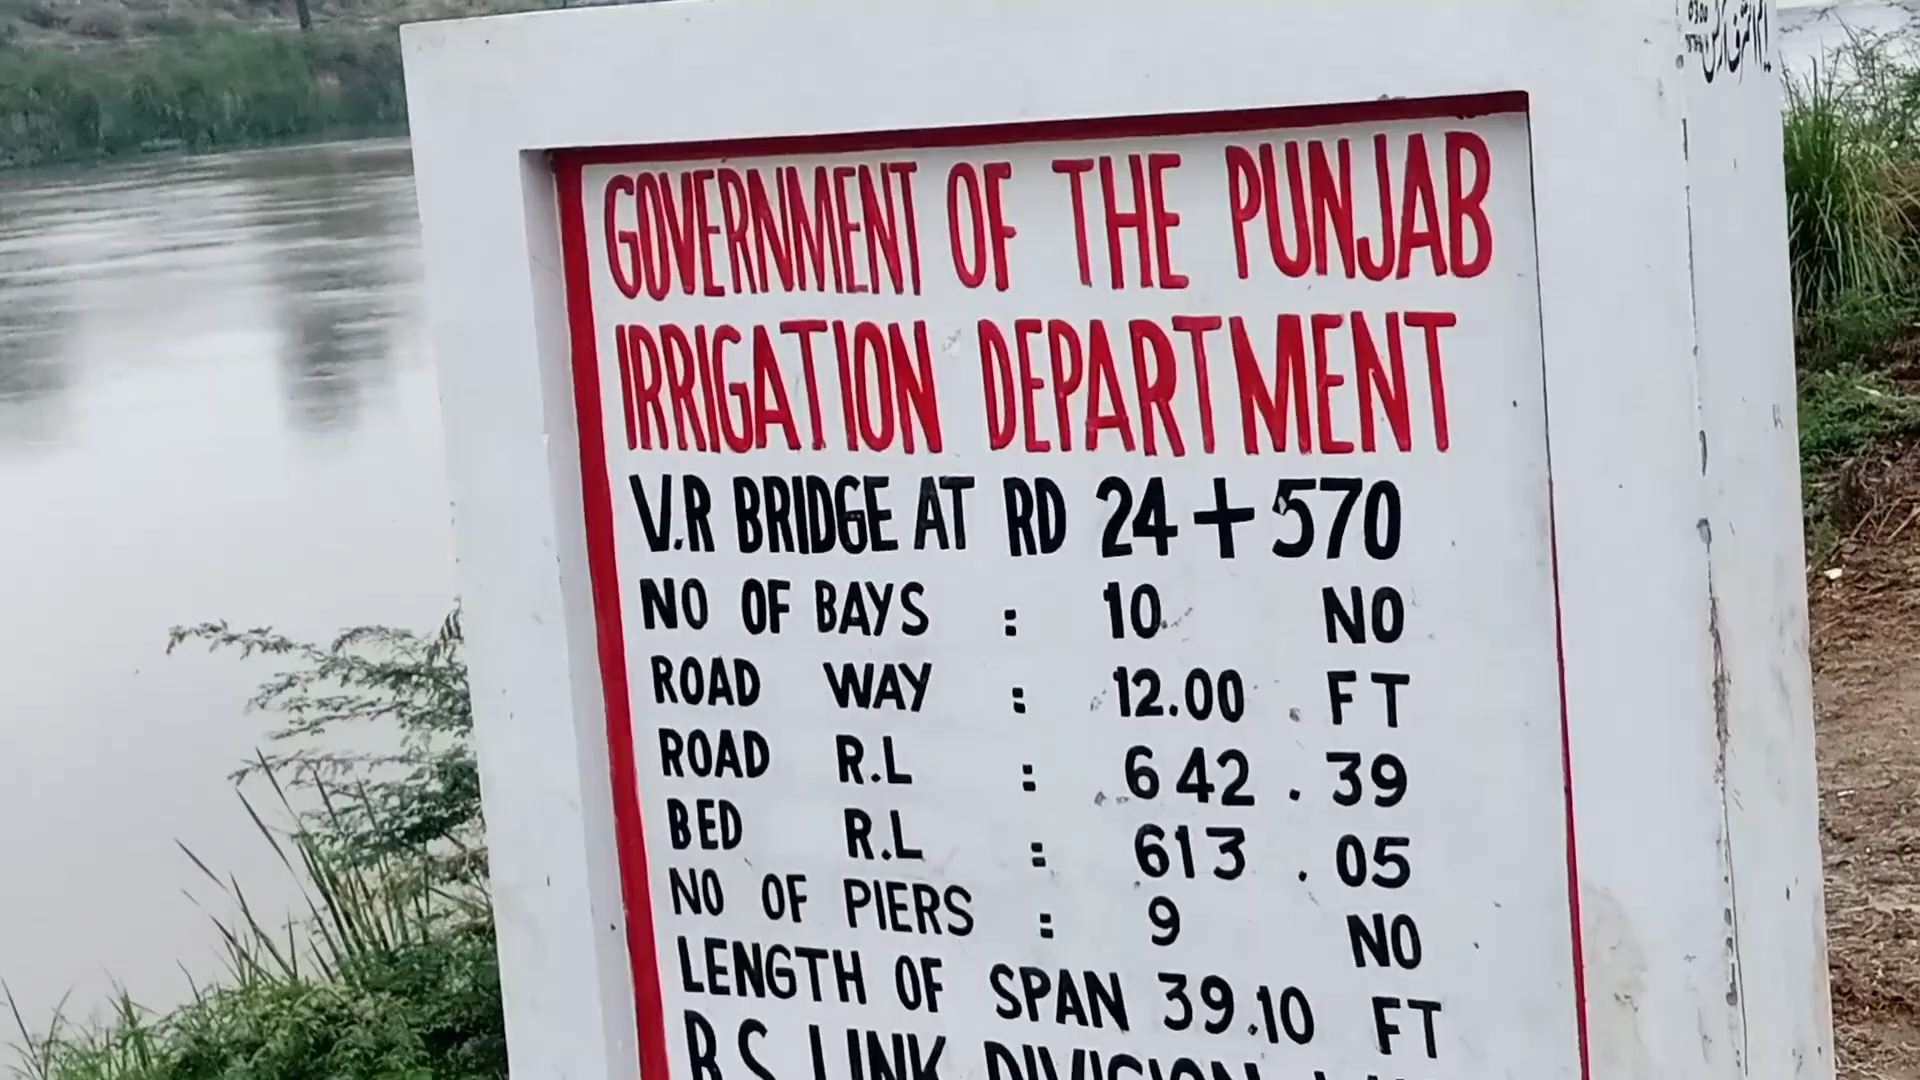 GOVERNMENT OF THE PUNJAB
IRRIGATION DEPARTMENT
V.R BRIDGE AT RD 24+570
NO OF BAYS : 10 NO
ROAD WAY : 12.00 FT
ROAD R.L : 642.39
BED R.L : 613.05
NO OF PIERS : 9 NO
LENGTH OF SPAN 39.10 FT
B.S LINK DIVISION